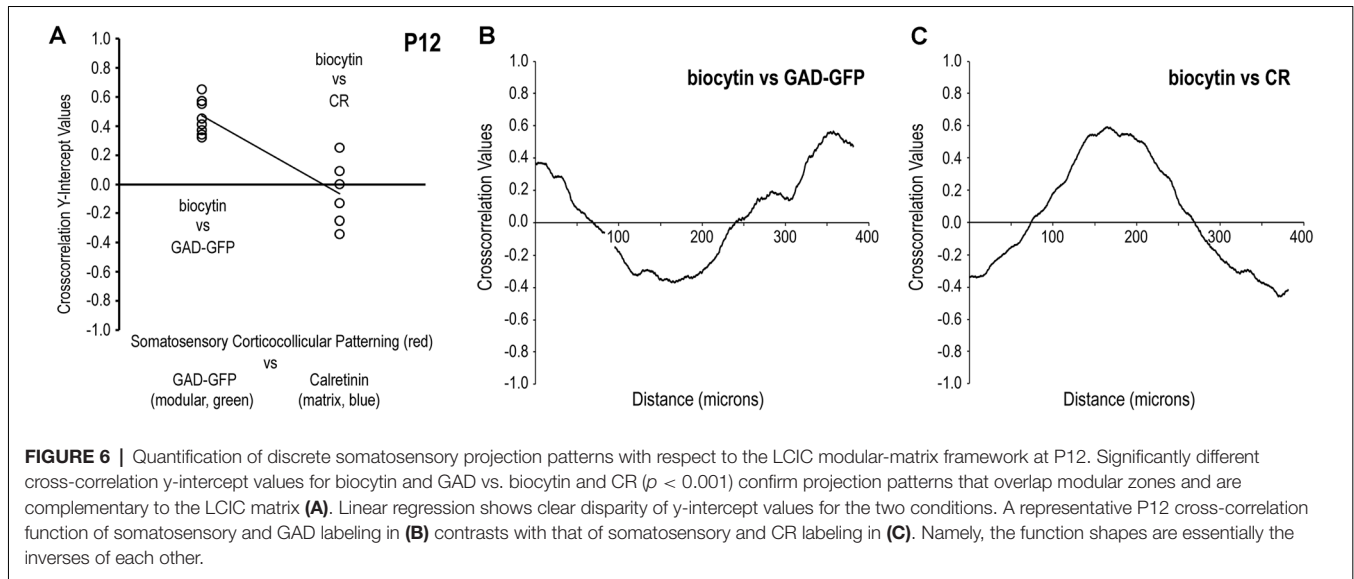 A
P12
1.0
0.8
0.6
0.4
0.2
0.0
-0.2
-0.4
-0.6
-0.8
-1.0
Crosscorrelation Y-Intercept Values
biocytin
vs
CR
biocytin
vs
GAD-GFP
Somatosensory Corticocollicular Patterning (red)
vs
GAD-GFP
(modular, green)
Calretinin
(matrix, blue)
B
biocytin vs GAD-GFP
1.0
0.8
0.6
0.4
0.2
0.0
-0.2
-0.4
-0.6
-0.8
-1.0
Crosscorrelation Values
100
200
300
400
Distance (microns)
C
biocytin vs CR
1.0
0.8
0.6
0.4
0.2
0.0
-0.2
-0.4
-0.6
-0.8
-1.0
Crosscorrelation Values
100
200
300
400
Distance (microns)
FIGURE 6 | Quantification of discrete somatosensory projection patterns with respect to the LCIC modular-matrix framework at P12. Significantly different
cross-correlation y-intercept values for biocytin and GAD vs. biocytin and CR (p < 0.001) confirm projection patterns that overlap modular zones and are
complementary to the LCIC matrix (A). Linear regression shows clear disparity of y-intercept values for the two conditions. A representative P12 cross-correlation
function of somatosensory and GAD labeling in (B) contrasts with that of somatosensory and CR labeling in (C). Namely, the function shapes are essentially the
inverses of each other.